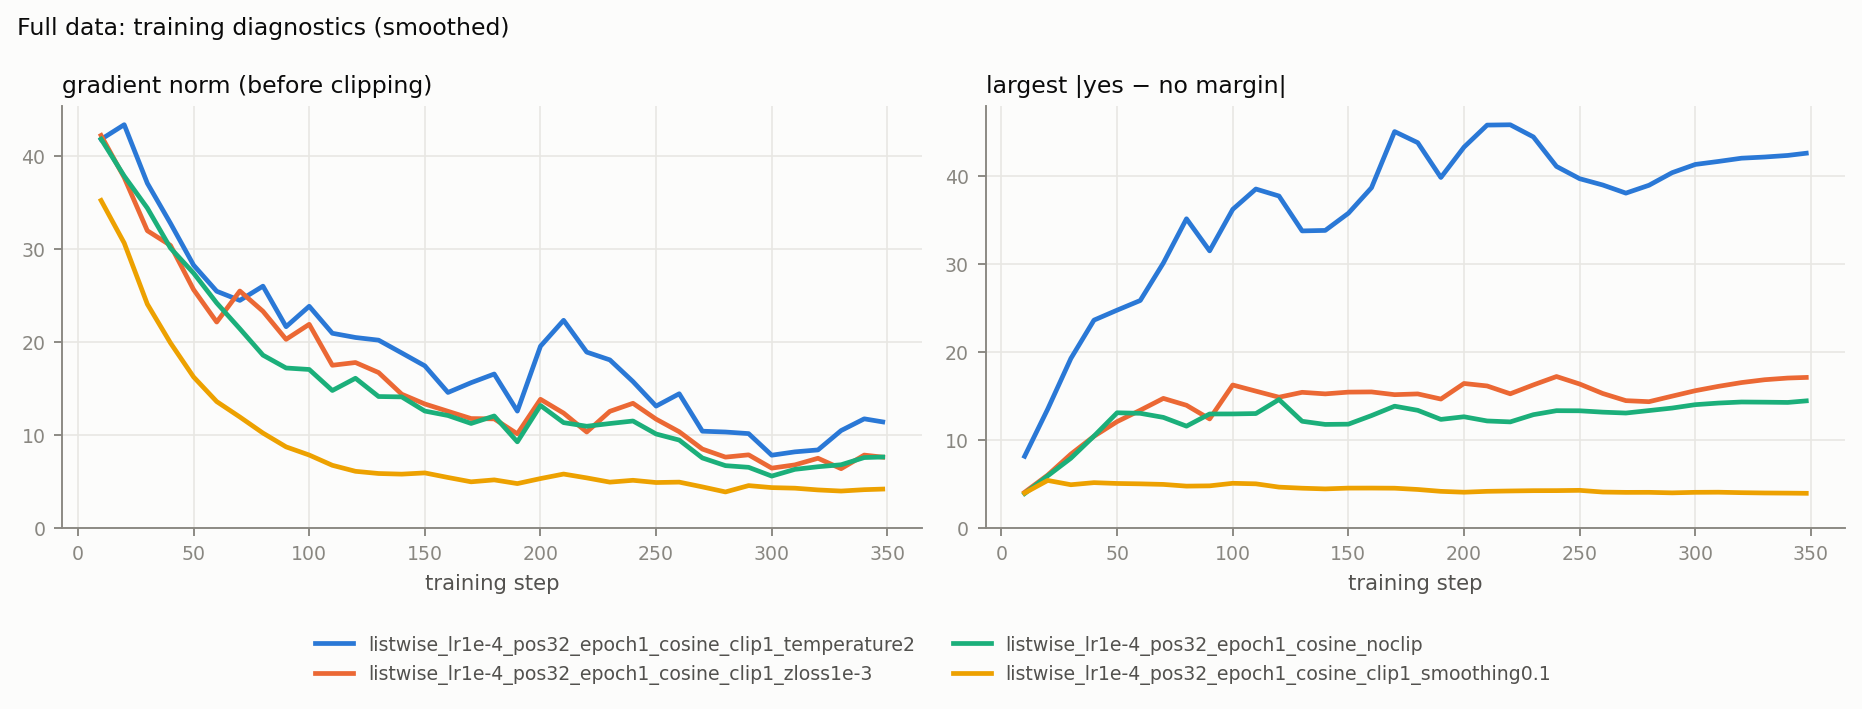 Full data: training diagnostics (smoothed)
gradient norm (before clipping)
40
30
20
10
0
0 50 100 150 200 250 300 350
training step
largest |yes − no margin|
40
30
20
10
0
0 50 100 150 200 250 300 350
training step
listwise_lr1e-4_pos32_epoch1_cosine_clip1_temperature2
listwise_lr1e-4_pos32_epoch1_cosine_clip1_zloss1e-3
listwise_lr1e-4_pos32_epoch1_cosine_noclip
listwise_lr1e-4_pos32_epoch1_cosine_clip1_smoothing0.1